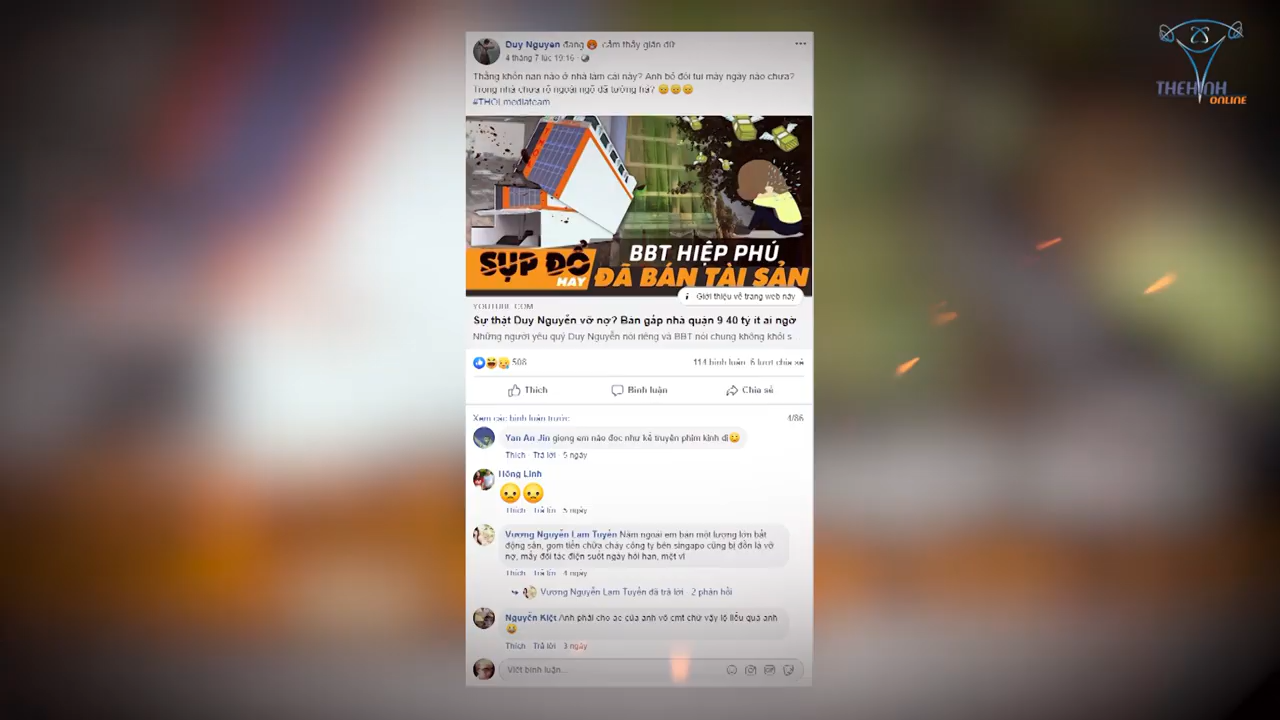 Duy Nguyen đang 😡 cảm thấy giận dữ
4 tháng 7 lúc 19:16
Thằng khốn nạn nào ở nhà làm cái này? Anh bỏ đói tụi mày ngày nào chưa?
Trong nhà chưa rõ ngoài ngõ đã tường hả? 😠😠😠
#THOLmediateam
SỤP ĐỔ
HAY
BBT HIỆP PHÚ
ĐÃ BÁN TÀI SẢN
Giới thiệu về trang web này
YOUTUBE.COM
Sự thật Duy Nguyễn vỡ nợ? Bán gấp nhà quận 9 40 tỷ ít ai ngờ
Những người yêu quý Duy Nguyễn nói riêng và BBT nói chung không khỏi s
508
114 bình luận 6 lượt chia sẻ
Thích
Bình luận
Chia sẻ
Xem các bình luận trước
4/86
Yan An Jin giọng em nào đọc như kể truyện phim kinh dị
Thích · Trả lời · 5 ngày
Hồng Linh
😠😠
Thích · Trả lời · 5 ngày
Vương Nguyễn Lam Tuyền Năm ngoái em bán một lượng lớn bất
động sản, gom tiền chữa cháy công ty bên singapo cũng bị đồn là vỡ
nợ, mấy đối tác điện suốt ngày hỏi han, mệt vl
Thích · Trả lời · 4 ngày
Vương Nguyễn Lam Tuyền đã trả lời · 2 phản hồi
Nguyễn Kiệt Anh phải cho ac của anh vô cmt chứ vậy lộ liễu quá anh
Thích · Trả lời · 3 ngày
Viết bình luận...
THEHINH
ONLINE